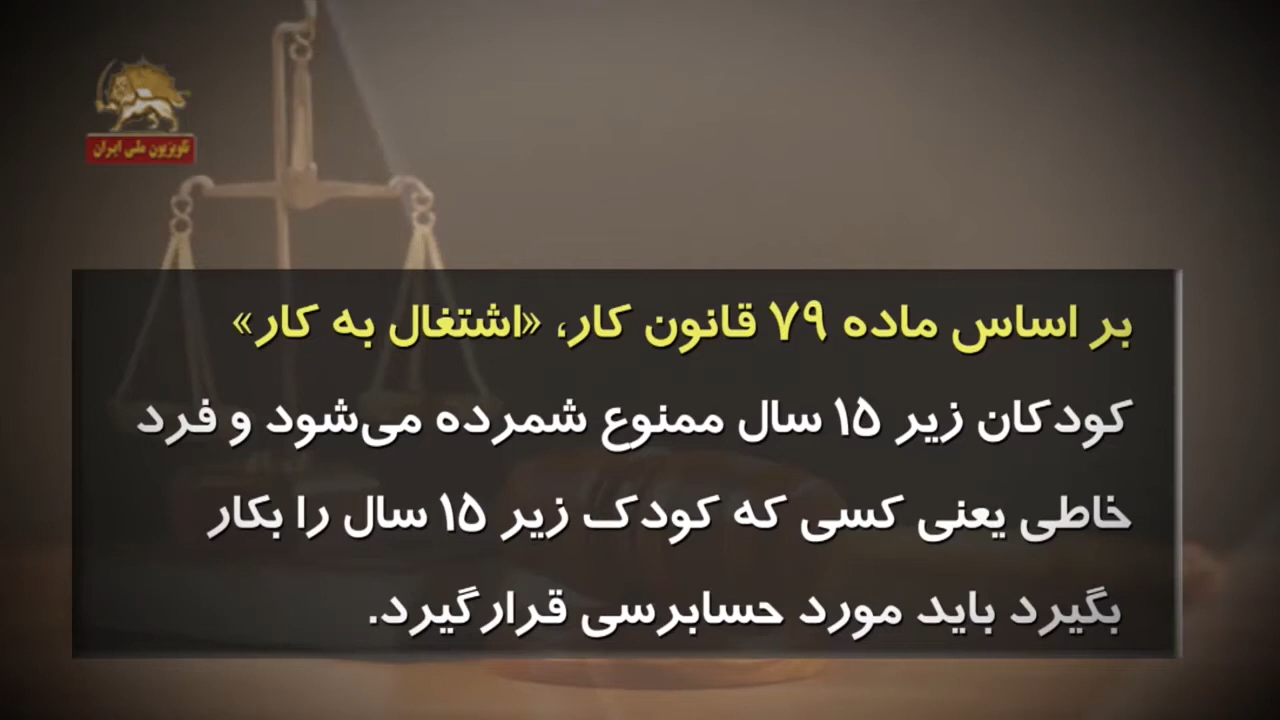 تلویزیون ملی ایران
بر اساس ماده ۷۹ قانون کار، «اشتغال به کار»
کودکان زیر ۱۵ سال ممنوع شمرده می‌شود و فرد
خاطی یعنی کسی که کودک زیر ۱۵ سال را بکار
بگیرد باید مورد حسابرسی قرارگیرد.